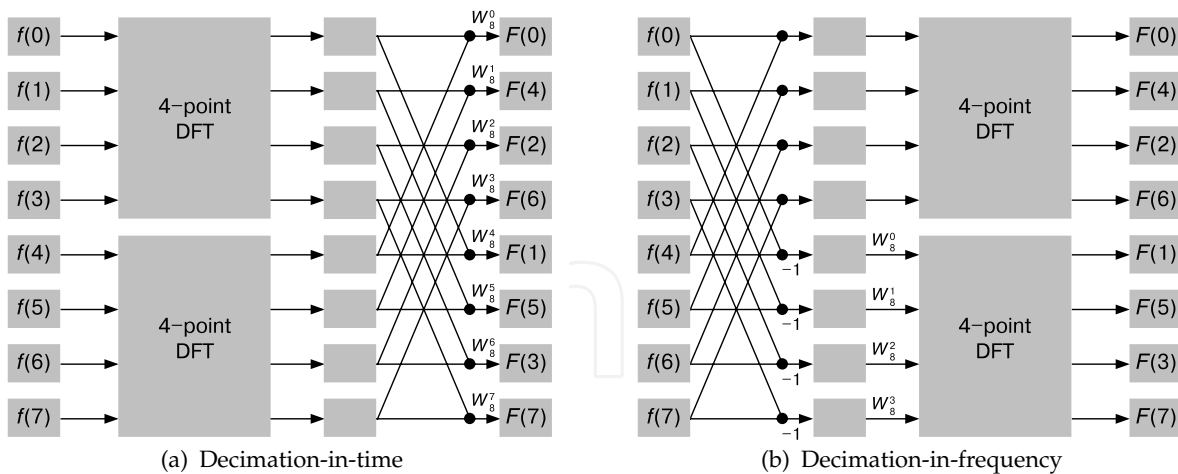 f(0) W_8^0 F(0)
f(1) W_8^1 F(4)
4-point
DFT
f(2) W_8^2 F(2)
f(3) W_8^3 F(6)
f(4) W_8^4 F(1)
f(5) W_8^5 F(5)
4-point
DFT
f(6) W_8^6 F(3)
f(7) W_8^7 F(7)
(a) Decimation-in-time
f(0) F(0)
f(1) F(4)
4-point
DFT
f(2) F(2)
f(3) F(6)
f(4) -1 W_8^0 F(1)
f(5) -1 W_8^1 F(5)
4-point
DFT
f(6) -1 W_8^2 F(3)
f(7) -1 W_8^3 F(7)
(b) Decimation-in-frequency